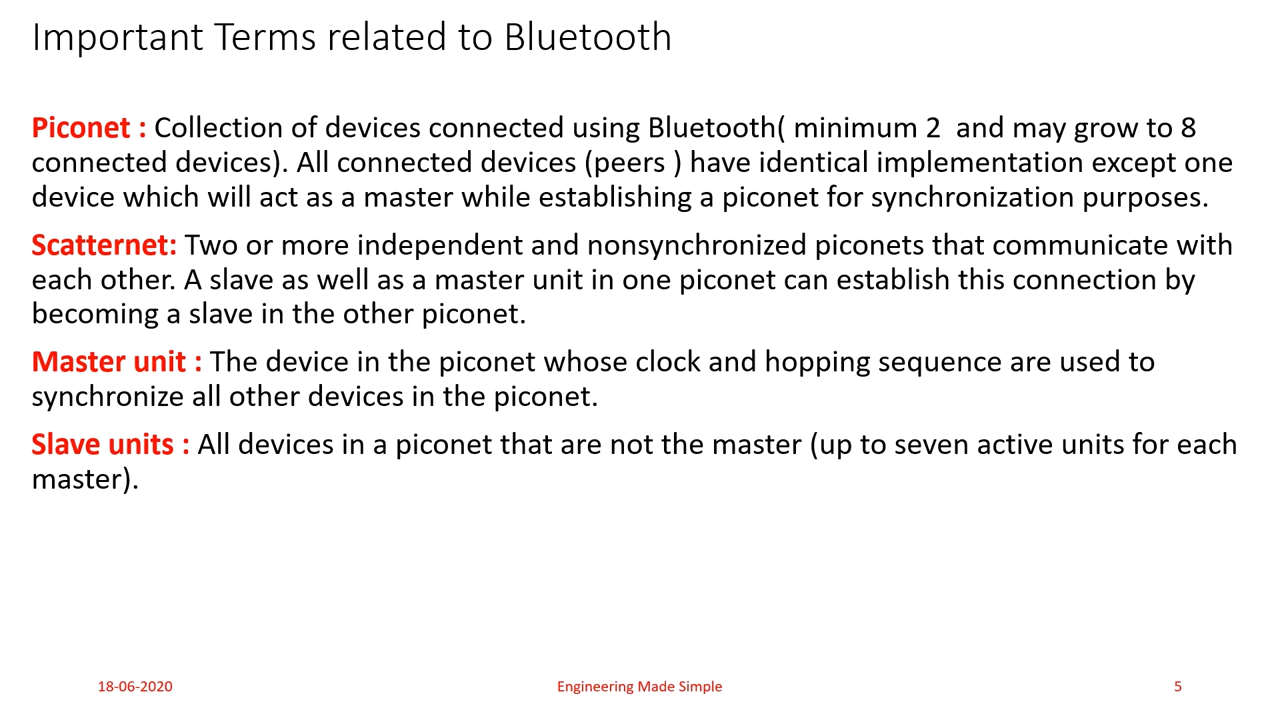 Important Terms related to Bluetooth
Piconet : Collection of devices connected using Bluetooth( minimum 2  and may grow to 8
connected devices). All connected devices (peers ) have identical implementation except one
device which will act as a master while establishing a piconet for synchronization purposes.
Scatternet: Two or more independent and nonsynchronized piconets that communicate with
each other. A slave as well as a master unit in one piconet can establish this connection by
becoming a slave in the other piconet.
Master unit : The device in the piconet whose clock and hopping sequence are used to
synchronize all other devices in the piconet.
Slave units : All devices in a piconet that are not the master (up to seven active units for each
master).
18-06-2020
Engineering Made Simple
5